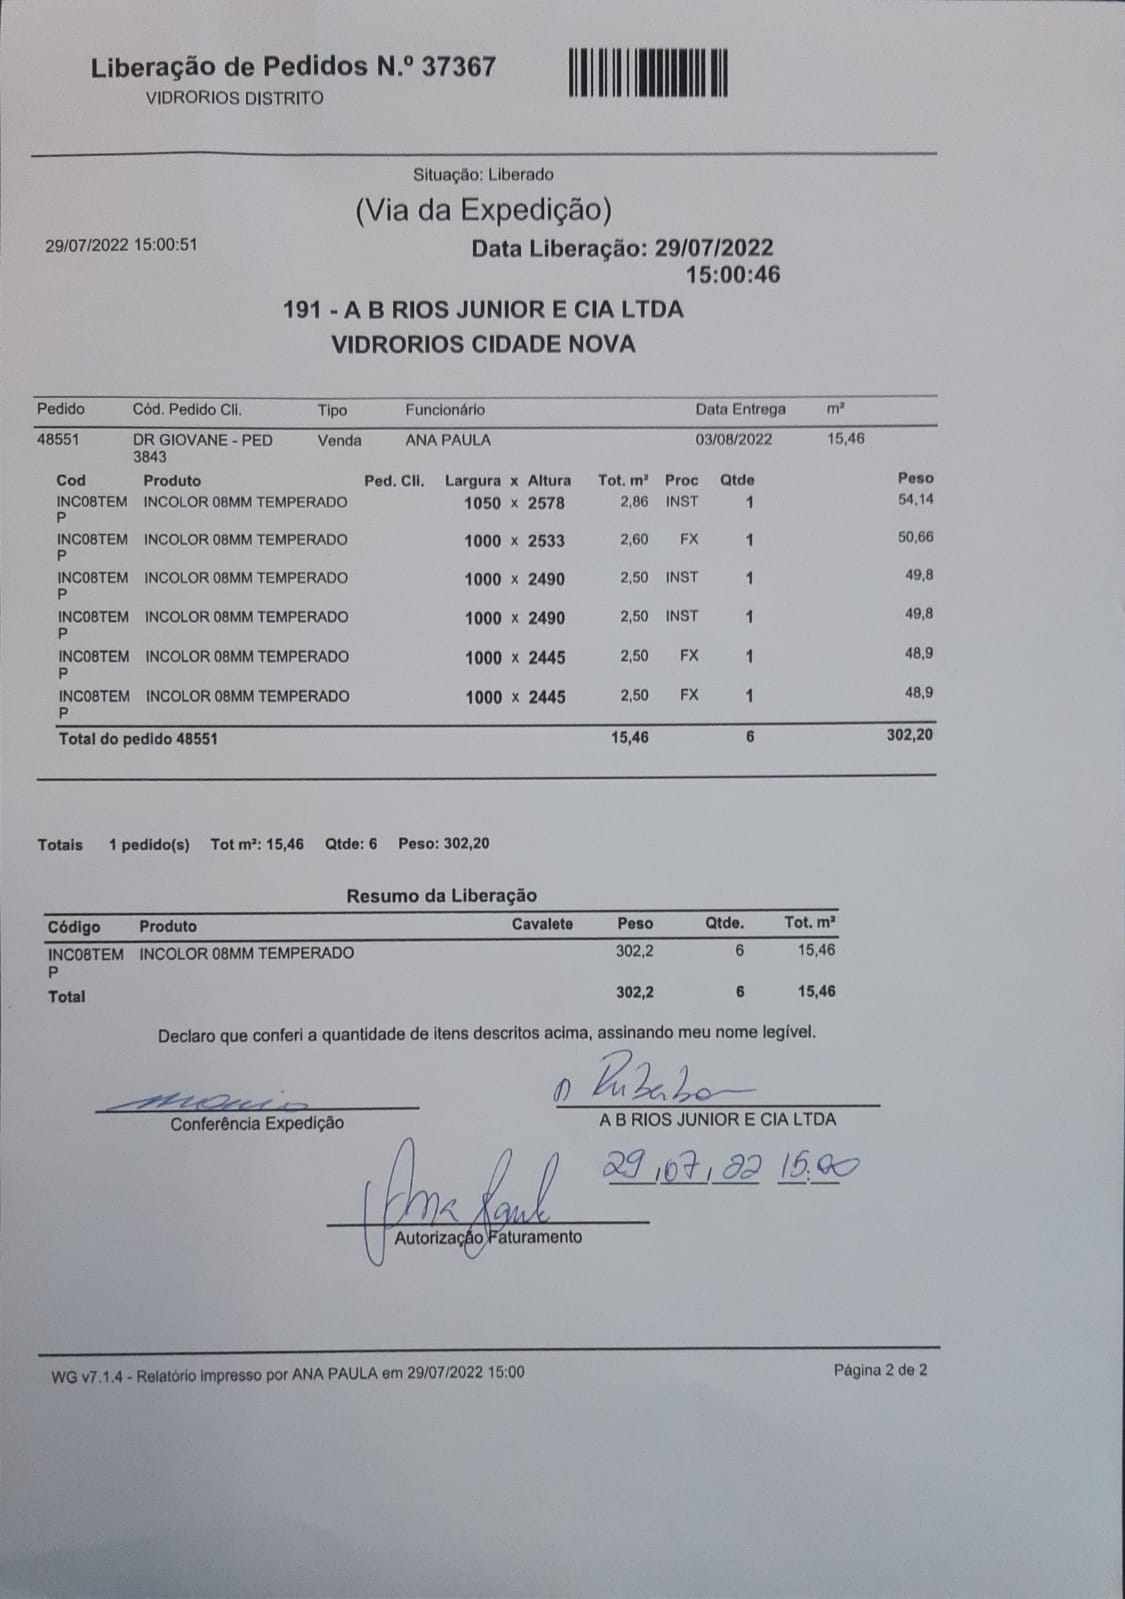 Liberação de Pedidos N.º 37367
VIDRORIOS DISTRITO
Situação: Liberado
(Via da Expedição)
29/07/2022 15:00:51 Data Liberação: 29/07/2022
15:00:46
191 - A B RIOS JUNIOR E CIA LTDA
VIDRORIOS CIDADE NOVA
Pedido Cód. Pedido Cli. Tipo Funcionário Data Entrega m²
48551 DR GIOVANE - PED Venda ANA PAULA 03/08/2022 15,46
3843
Cod Produto Ped. Cli. Largura x Altura Tot. m² Proc Qtde Peso
INC08TEM INCOLOR 08MM TEMPERADO 1050 x 2578 2,86 INST 1 54,14
P
INC08TEM INCOLOR 08MM TEMPERADO 1000 x 2533 2,60 FX 1 50,66
P
INC08TEM INCOLOR 08MM TEMPERADO 1000 x 2490 2,50 INST 1 49,8
P
INC08TEM INCOLOR 08MM TEMPERADO 1000 x 2490 2,50 INST 1 49,8
P
INC08TEM INCOLOR 08MM TEMPERADO 1000 x 2445 2,50 FX 1 48,9
P
INC08TEM INCOLOR 08MM TEMPERADO 1000 x 2445 2,50 FX 1 48,9
P
Total do pedido 48551 15,46 6 302,20
Totais 1 pedido(s) Tot m²: 15,46 Qtde: 6 Peso: 302,20
Resumo da Liberação
Código Produto Cavalete Peso Qtde. Tot. m²
INC08TEM INCOLOR 08MM TEMPERADO 302,2 6 15,46
P
Total 302,2 6 15,46
Declaro que conferi a quantidade de itens descritos acima, assinando meu nome legível.
Conferência Expedição A B RIOS JUNIOR E CIA LTDA
29,07,22 15:00
Ana Paula
Autorização Faturamento
WG v7.1.4 - Relatório impresso por ANA PAULA em 29/07/2022 15:00 Página 2 de 2